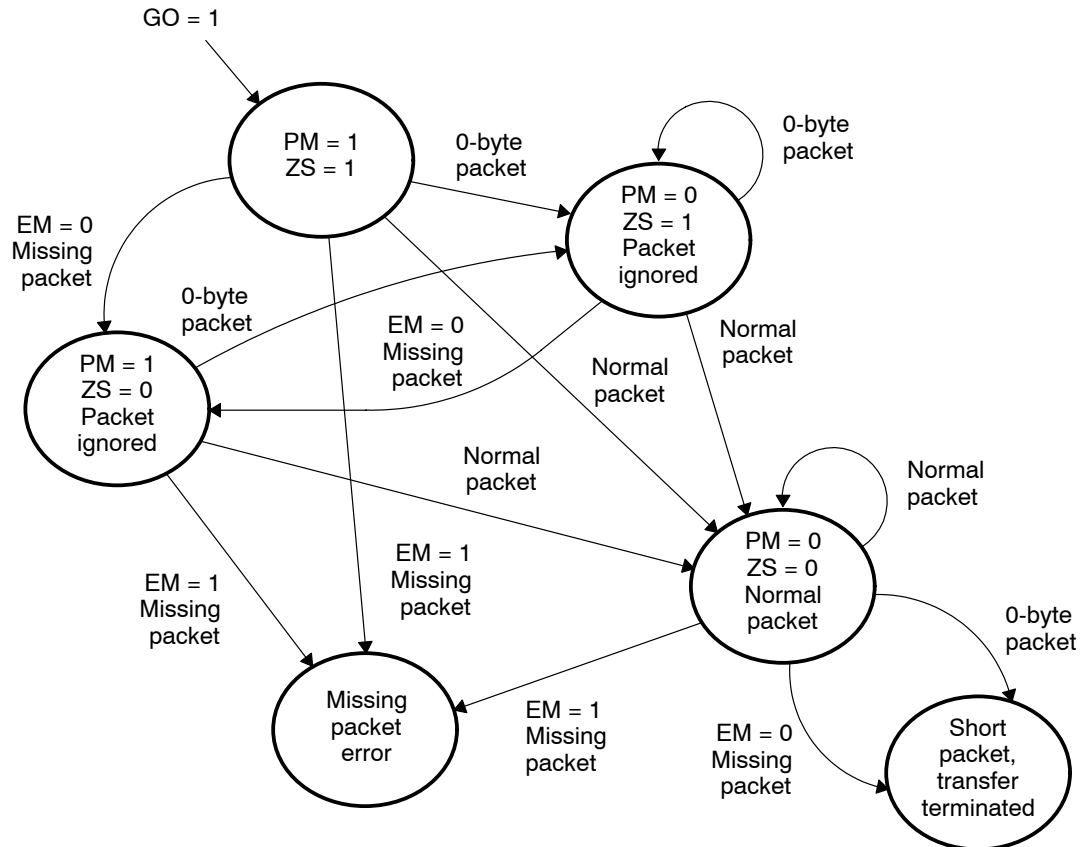 GO = 1
PM = 1
ZS = 1
0-byte
packet
0-byte
packet
PM = 0
ZS = 1
Packet
ignored
EM = 0
Missing
packet
0-byte
packet
EM = 0
Missing
packet
Normal
packet
Normal
packet
PM = 1
ZS = 0
Packet
ignored
Normal
packet
Normal
packet
PM = 0
ZS = 0
Normal
packet
EM = 1
Missing
packet
EM = 1
Missing
packet
0-byte
packet
Missing
packet
error
EM = 1
Missing
packet
EM = 0
Missing
packet
Short
packet,
transfer
terminated